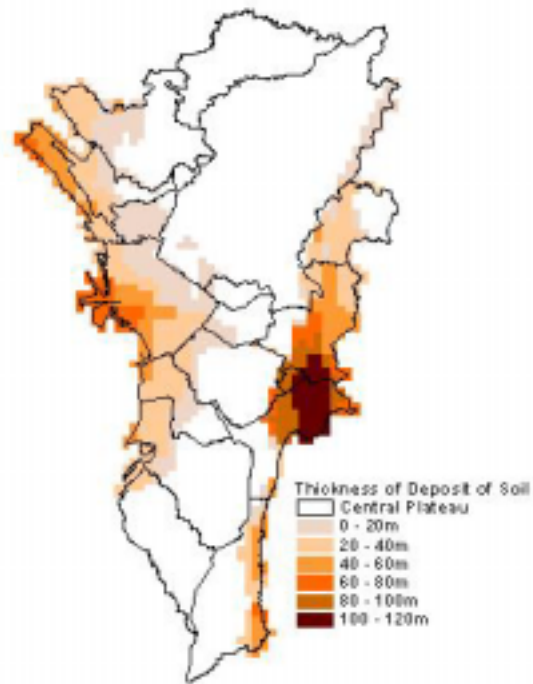 Thickness of Deposit of Soil
Central Plateau
0 - 20m
20 - 40m
40 - 60m
60 - 80m
80 - 100m
100 - 120m